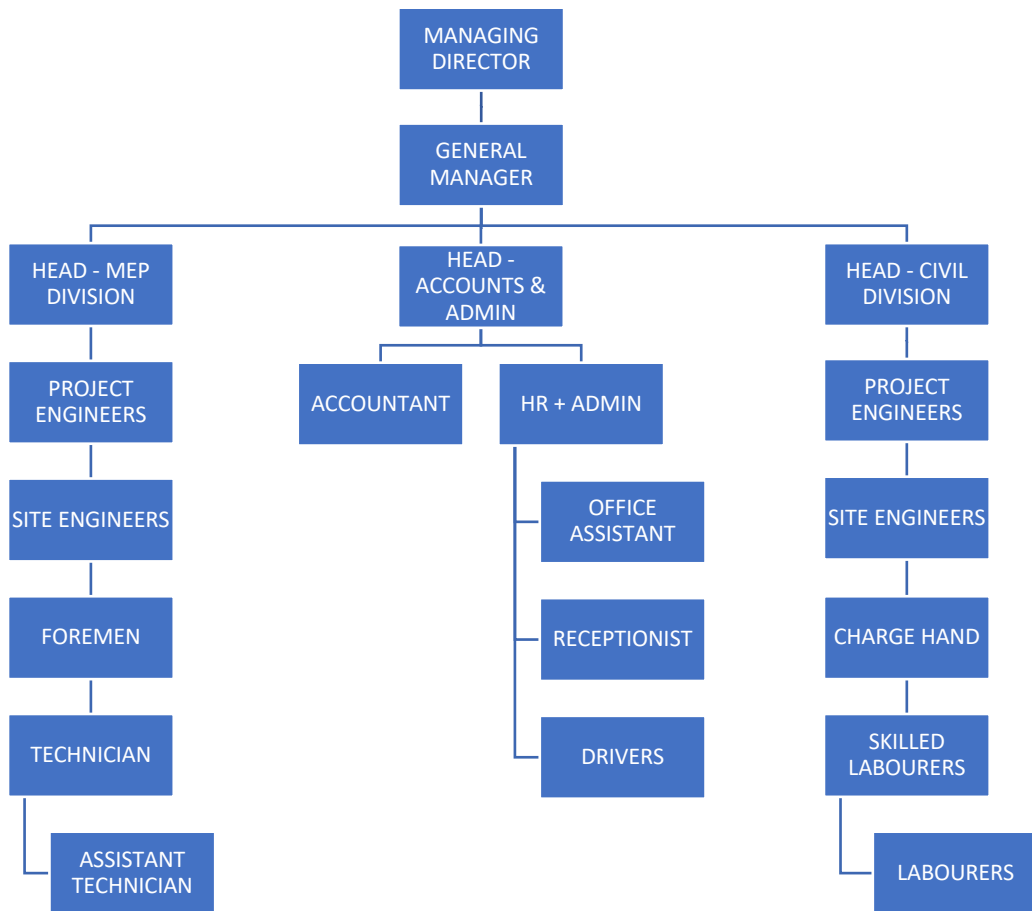 MANAGING
DIRECTOR
GENERAL
MANAGER
HEAD - MEP
DIVISION
HEAD -
ACCOUNTS &
ADMIN
HEAD - CIVIL
DIVISION
PROJECT
ENGINEERS
ACCOUNTANT
HR + ADMIN
PROJECT
ENGINEERS
SITE ENGINEERS
OFFICE
ASSISTANT
SITE ENGINEERS
FOREMEN
RECEPTIONIST
CHARGE HAND
TECHNICIAN
DRIVERS
SKILLED
LABOURERS
ASSISTANT
TECHNICIAN
LABOURERS